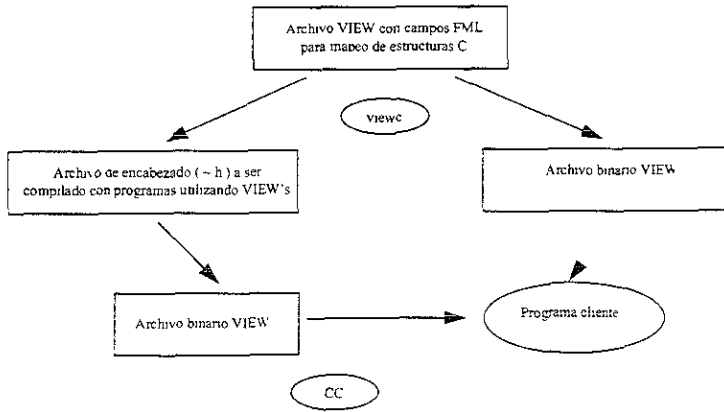 Archivo VIEW con campos FML
para mapeo de estructuras C
viewc
Archivo de encabezado ( ~ h ) a ser
compilado con programas utilizando VIEW's
Archivo binario VIEW
Archivo binario VIEW
Programa cliente
CC